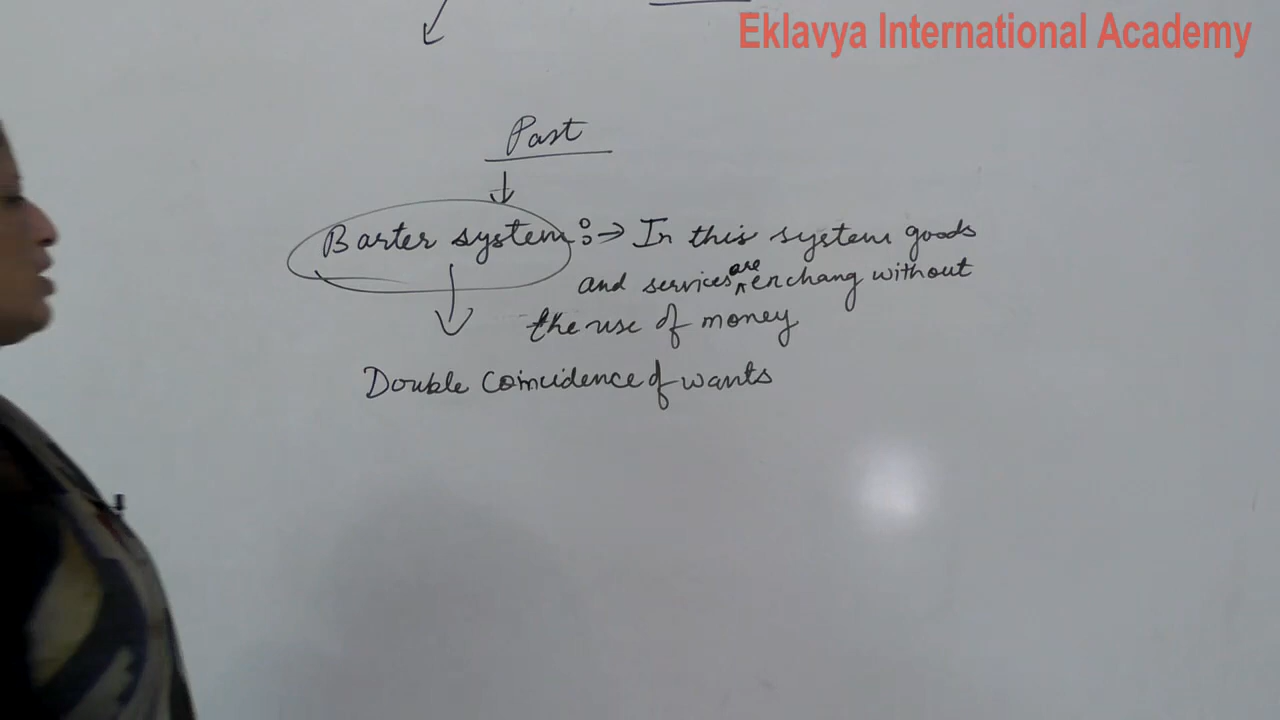 Eklavya International Academy
Past
Barter system :→ In this system goods
and services are enchang without
the use of money
Double Coincidence of wants